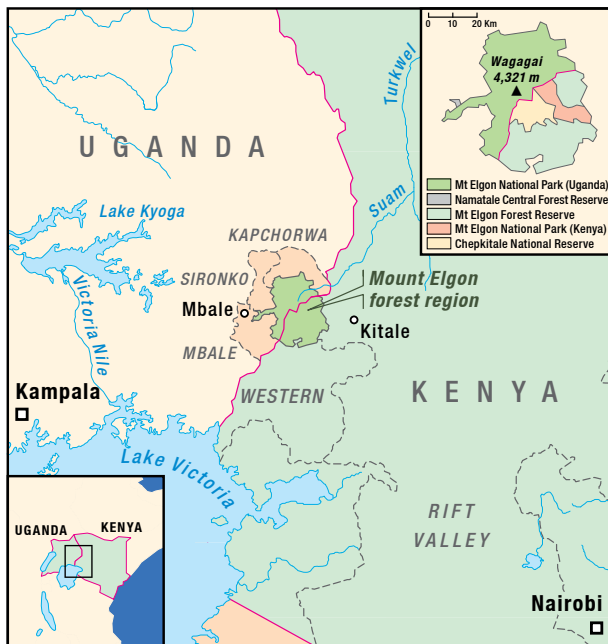 0 10 20 Km
Wagagai
4,321 m
Mt Elgon National Park (Uganda)
Namatale Central Forest Reserve
Mt Elgon Forest Reserve
Mt Elgon National Park (Kenya)
Chepkitale National Reserve
Turkwel
UGANDA
Suam
Lake Kyoga
KAPCHORWA
SIRONKO
Mount Elgon
forest region
Victoria Nile
Mbale
Kitale
MBALE
Kampala
WESTERN
KENYA
Lake Victoria
RIFT
VALLEY
UGANDA
KENYA
Nairobi